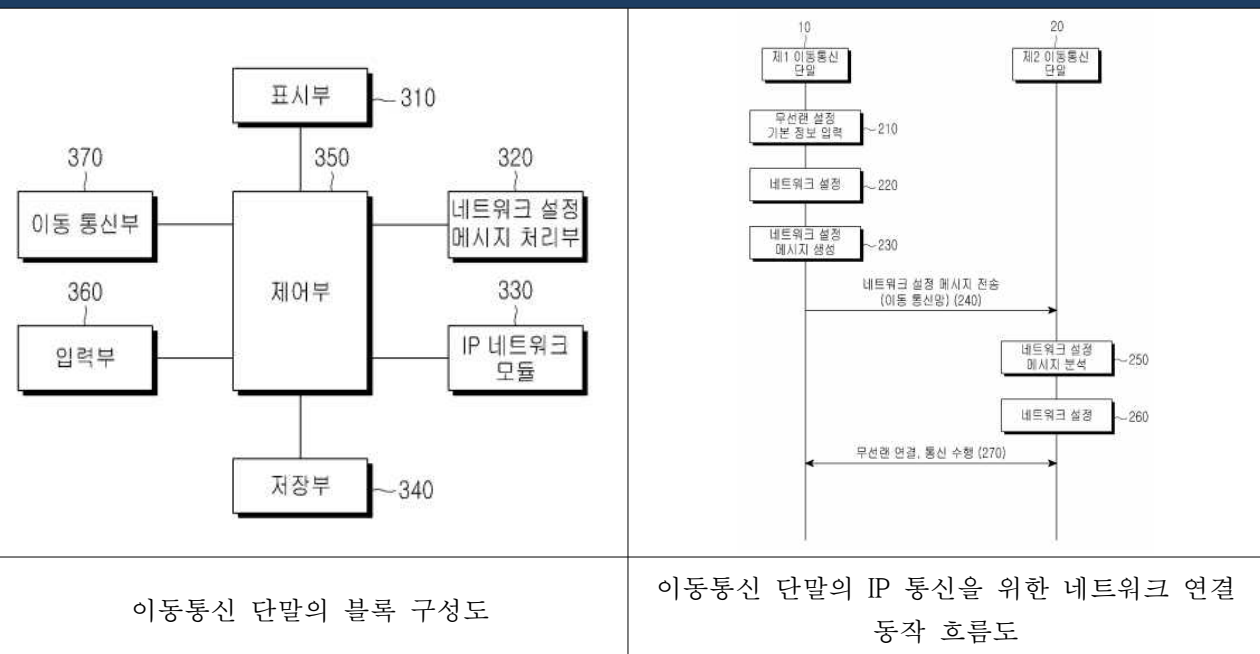 표시부
310
370
350
320
이동 통신부
네트워크 설정
메시지 처리부
360
제어부
330
입력부
IP 네트워크
모듈
저장부
340
이동통신 단말의 블록 구성도
10
20
제1 이동통신
단말
제2 이동통신
단말
무선랜 설정
기본 정보 입력
210
네트워크 설정
220
네트워크 설정
메시지 생성
230
네트워크 설정 메시지 전송
(이동 통신망) (240)
네트워크 설정
메시지 분석
250
네트워크 설정
260
무선랜 연결, 통신 수행 (270)
이동통신 단말의 IP 통신을 위한 네트워크 연결
동작 흐름도